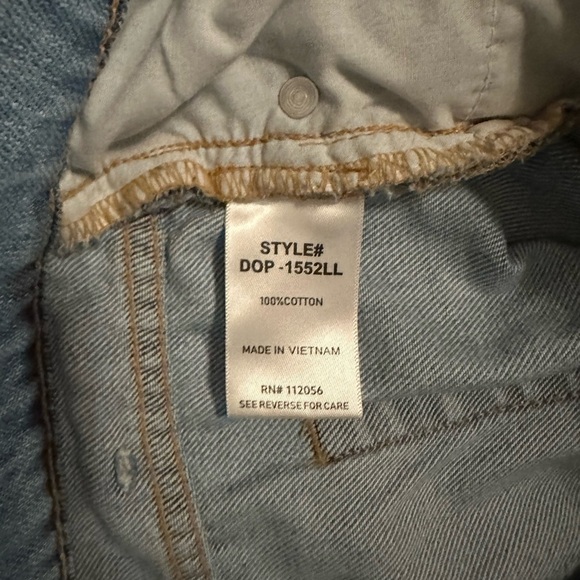 STYLE#
DOP -1552LL
100%COTTON
MADE IN VIETNAM
RN# 112056
SEE REVERSE FOR CARE